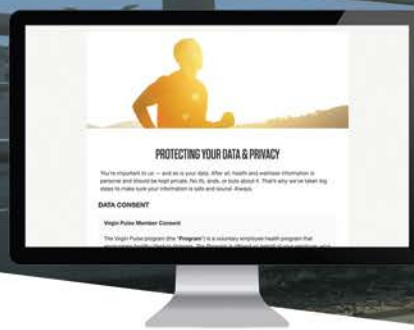 PROTECTING YOUR DATA & PRIVACY
You're important to us — and so is your data. After all, health and wellness information is
personal and should be kept private. No ifs, ands, or buts about it. That's why we've taken big
steps to make sure your information is safe and sound. Always.
DATA CONSENT
Virgin Pulse Member Consent
The Virgin Pulse program (the "Program") is a voluntary employee health program that